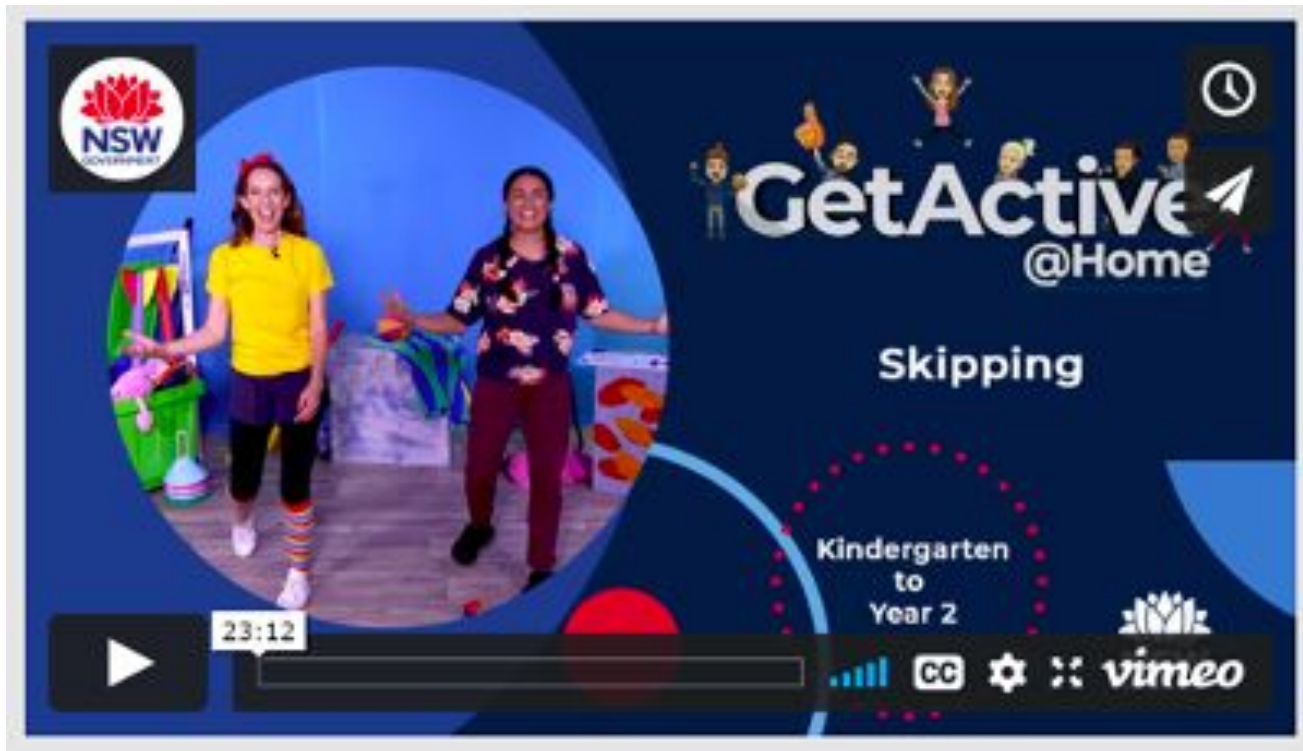 NSW
GOVERNMENT
GetActive
@Home
Skipping
Kindergarten
to
Year 2
23:12
CC
vimeo